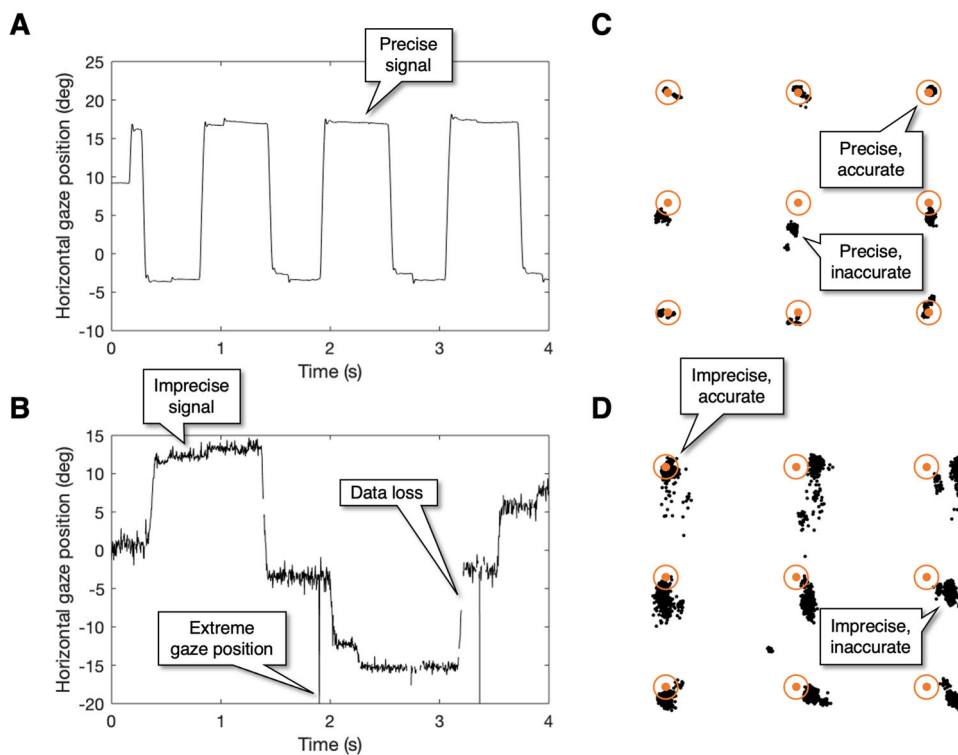 A
25
20
15
10
5
0
-5
-10
0
1
2
3
4
Horizontal gaze position (deg)
Time (s)
Precise
signal
B
15
10
5
0
-5
-10
-15
-20
0
1
2
3
4
Horizontal gaze position (deg)
Time (s)
Imprecise
signal
Data loss
Extreme
gaze position
C
Precise,
accurate
Precise,
inaccurate
D
Imprecise,
accurate
Imprecise,
inaccurate